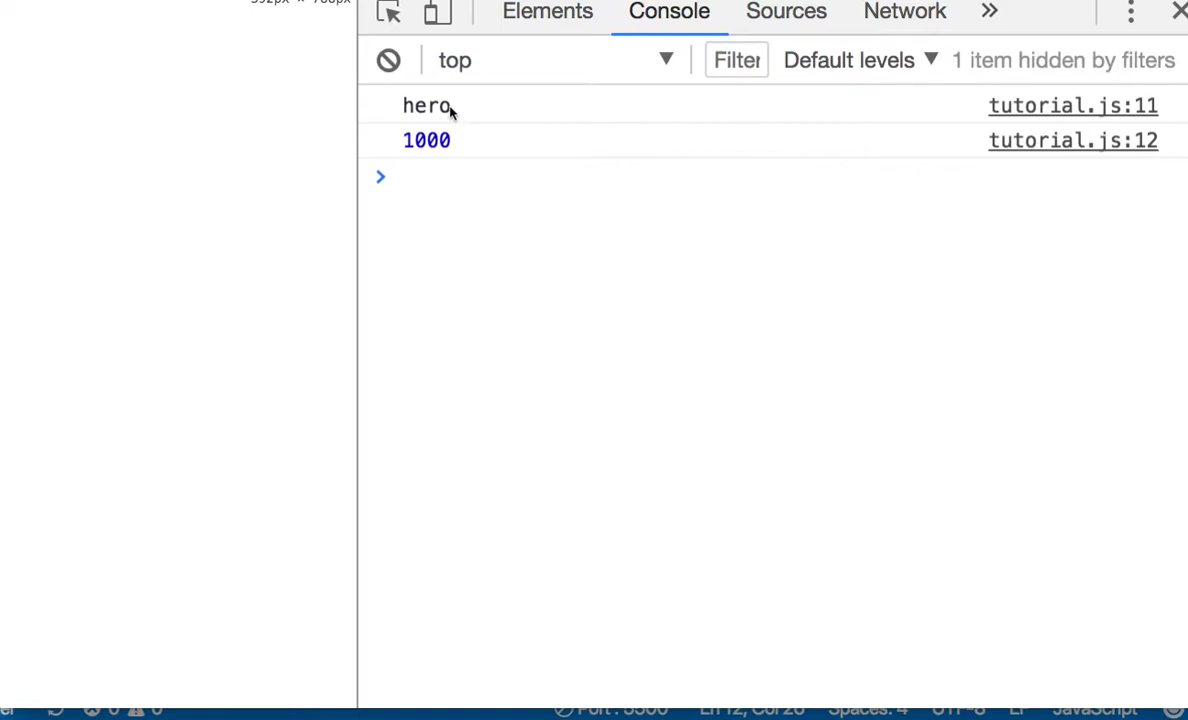 Elements Console Sources Network »
top Filter Default levels 1 item hidden by filters
hero tutorial.js:11
1000 tutorial.js:12
>